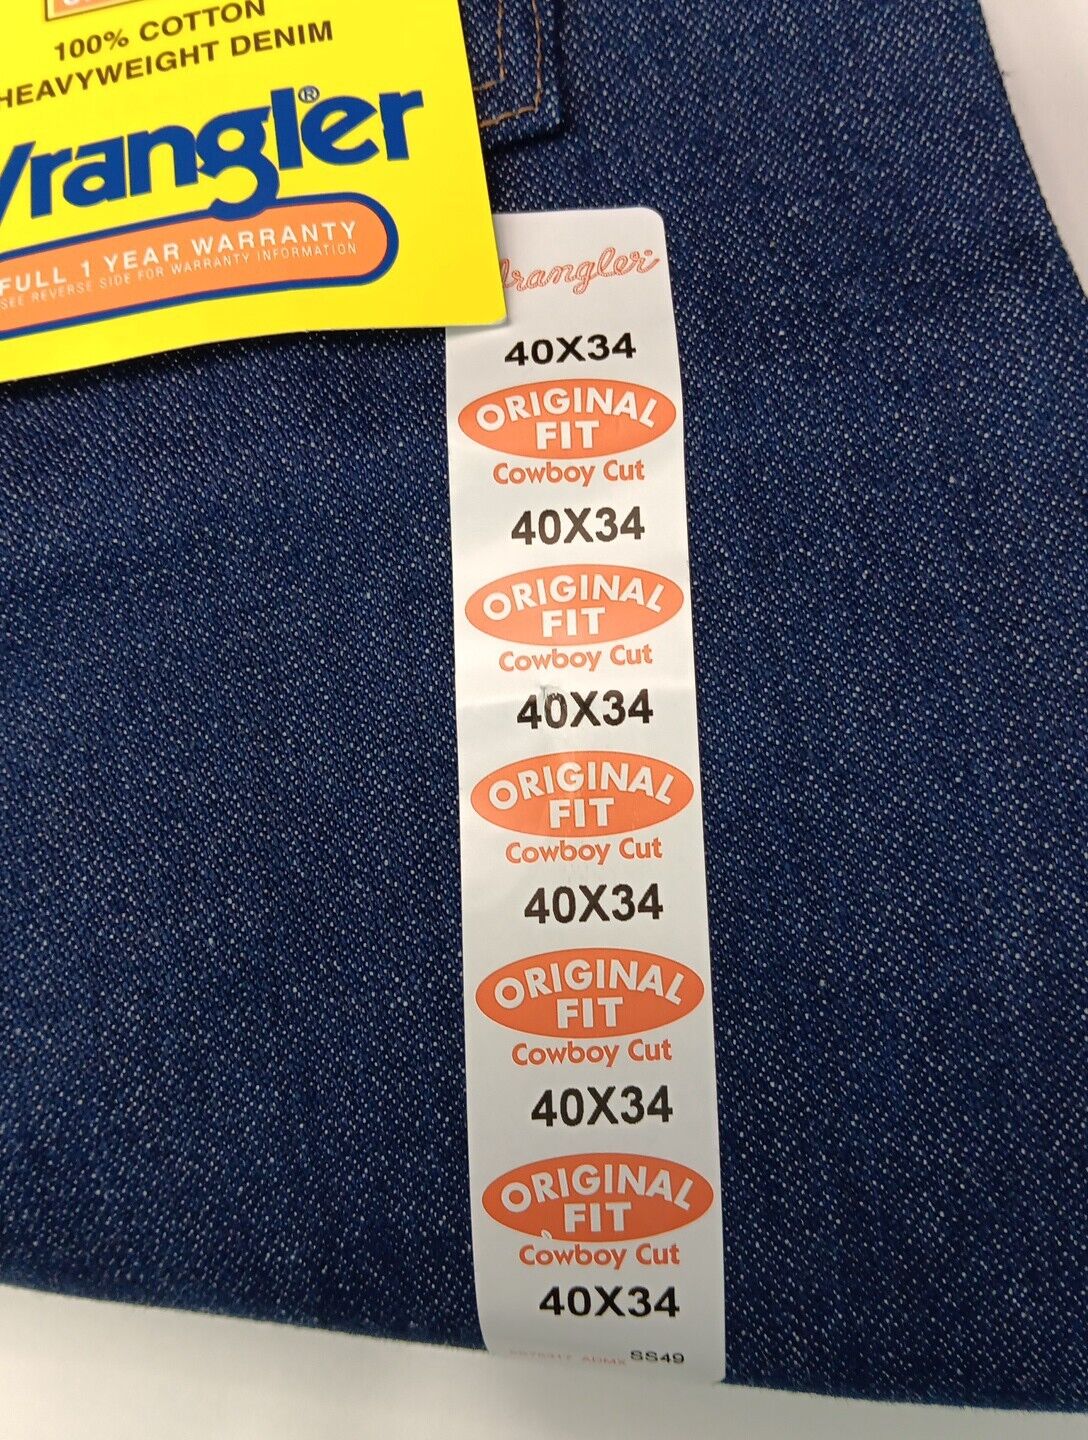 100% COTTON
HEAVYWEIGHT DENIM
Wrangler®
FULL 1 YEAR WARRANTY
SEE REVERSE SIDE FOR WARRANTY INFORMATION
Wrangler
40X34
ORIGINAL
FIT
Cowboy Cut
40X34
ORIGINAL
FIT
Cowboy Cut
40X34
ORIGINAL
FIT
Cowboy Cut
40X34
ORIGINAL
FIT
Cowboy Cut
40X34
ORIGINAL
FIT
Cowboy Cut
40X34
SS49